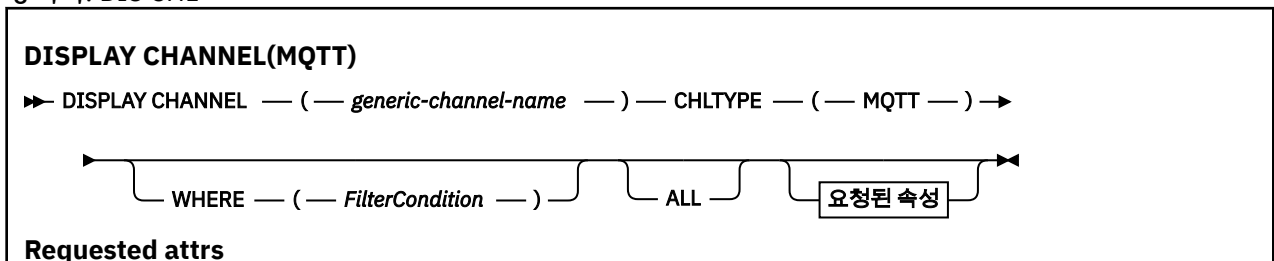 DISPLAY CHANNEL(MQTT)
DISPLAY CHANNEL ( generic-channel-name ) CHLTYPE ( MQTT )
WHERE ( FilterCondition ) ALL 요청된 속성
Requested attrs